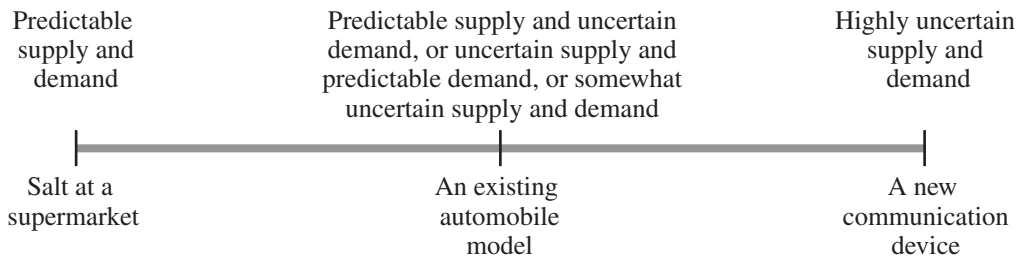 Predictable
supply and
demand
Predictable supply and uncertain
demand, or uncertain supply and
predictable demand, or somewhat
uncertain supply and demand
Highly uncertain
supply and
demand
Salt at a
supermarket
An existing
automobile
model
A new
communication
device